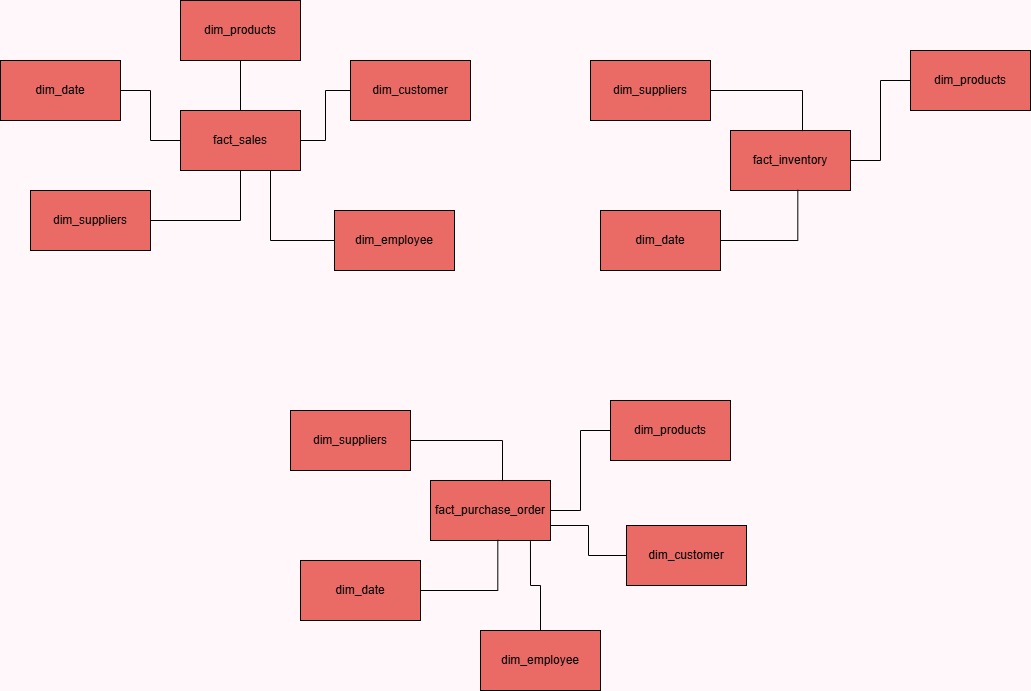 dim_products
dim_date
dim_customer
fact_sales
dim_suppliers
dim_employee
dim_suppliers
dim_products
fact_inventory
dim_date
dim_suppliers
dim_products
fact_purchase_order
dim_customer
dim_date
dim_employee